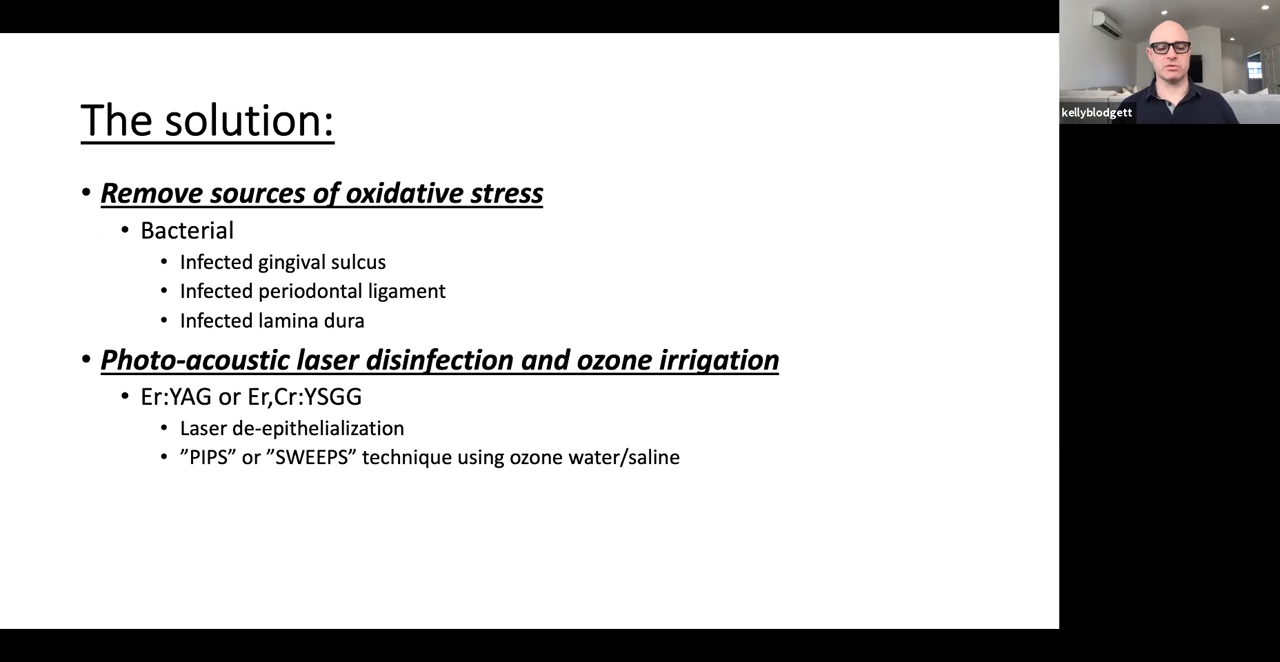 The solution:
• Remove sources of oxidative stress
• Bacterial
• Infected gingival sulcus
• Infected periodontal ligament
• Infected lamina dura
• Photo-acoustic laser disinfection and ozone irrigation
• Er:YAG or Er,Cr:YSGG
• Laser de-epithelialization
• ”PIPS” or ”SWEEPS” technique using ozone water/saline
kellyblodgett